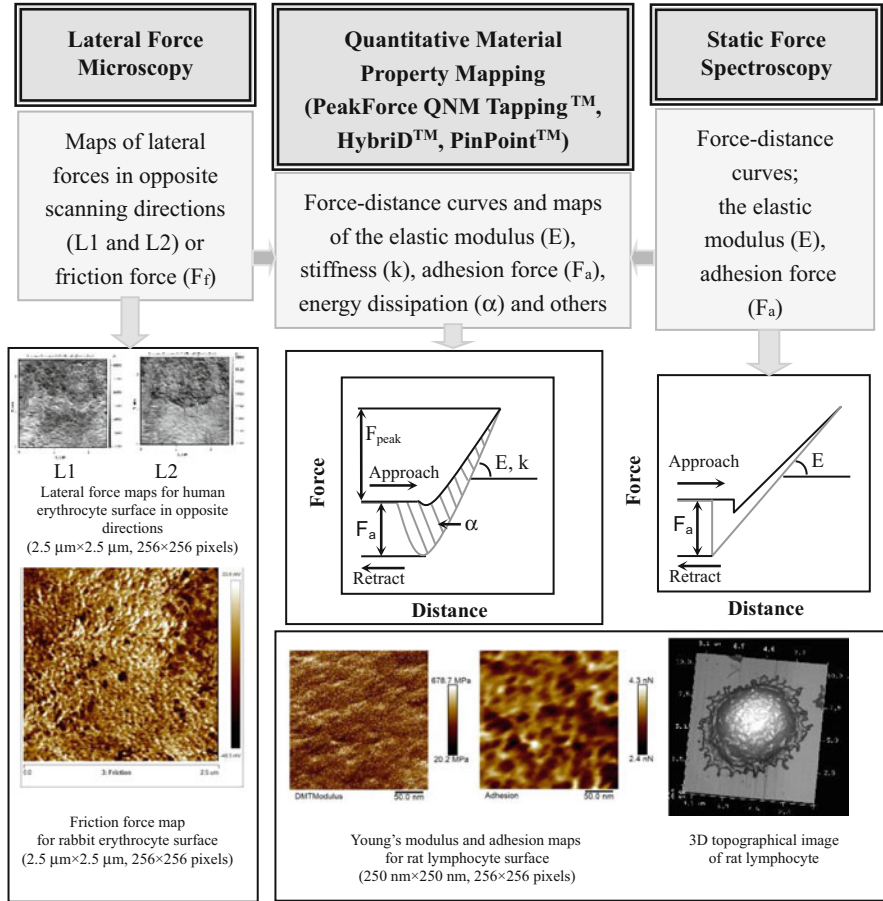 Lateral Force
Microscopy
Quantitative Material
Property Mapping
(PeakForce QNM Tapping™,
HybriD™, PinPoint™)
Static Force
Spectroscopy
Maps of lateral
forces in opposite
scanning directions
(L1 and L2) or
friction force (Ff)
Force-distance curves and maps
of the elastic modulus (E),
stiffness (k), adhesion force (Fa),
energy dissipation (α) and others
Force-distance
curves;
the elastic
modulus (E),
adhesion force
(Fa)
L1
L2
Lateral force maps for human
erythrocyte surface in opposite
directions
(2.5 µm×2.5 µm, 256×256 pixels)
0.0
3: Friction
2.5 µm
Friction force map
for rabbit erythrocyte surface
(2.5 µm×2.5 µm, 256×256 pixels)
Force
Fpeak
Approach
E, k
Fa
α
Retract
Distance
Force
Approach
E
Fa
Retract
Distance
678.7 MPa
20.2 MPa
DMTModulus
50.0 nm
4.3 nN
2.4 nN
Adhesion
50.0 nm
Young's modulus and adhesion maps
for rat lymphocyte surface
(250 nm×250 nm, 256×256 pixels)
3D topographical image
of rat lymphocyte